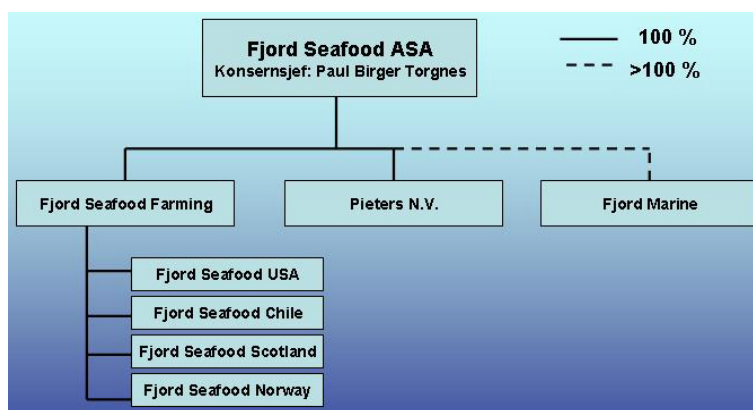 Fjord Seafood ASA
Konsernsjef: Paul Birger Torgnes
100 %
>100 %
Fjord Seafood Farming
Pieters N.V.
Fjord Marine
Fjord Seafood USA
Fjord Seafood Chile
Fjord Seafood Scotland
Fjord Seafood Norway